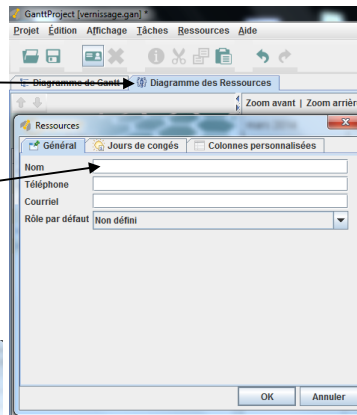 GanttProject [vernissage.gan] *
Projet Édition Affichage Tâches Ressources Aide
Diagramme de Gantt Diagramme des Ressources
Zoom avant | Zoom arrièr
Ressources
Général Jours de congés Colonnes personnalisées
Nom
Téléphone
Courriel
Rôle par défaut Non défini
OK Annuler